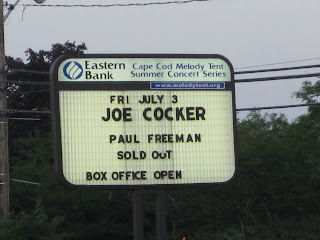 Eastern Bank
Cape Cod Melody Tent
Summer Concert Series
www.melodytent.org
FRI JULY 3
JOE COCKER
PAUL FREEMAN
SOLD OUT
BOX OFFICE OPEN